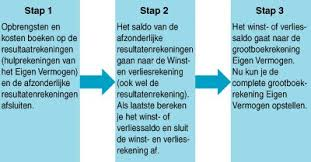 Stap 1
Opbrengsten en
kosten boeken op de
resultaatrekeningen
(hulprekeningen van
het Eigen Vermogen)
en de afzonderlijke
resultatenrekeningen
afsluiten.
Stap 2
Het saldo van de
afzonderlijke
resultatenrekeningen
gaan naar de Winst-
en verliesrekening
(ook wel de
resultatenrekening).
Als laatste bereken
je het winst- of
verliessaldo en sluit
de winst- en verlies-
rekening af.
Stap 3
Het winst- of verlies-
saldo gaat naar de
grootboekrekening
Eigen Vermogen.
Nu kun je de
complete grootboek-
rekening Eigen
Vermogen opstellen.